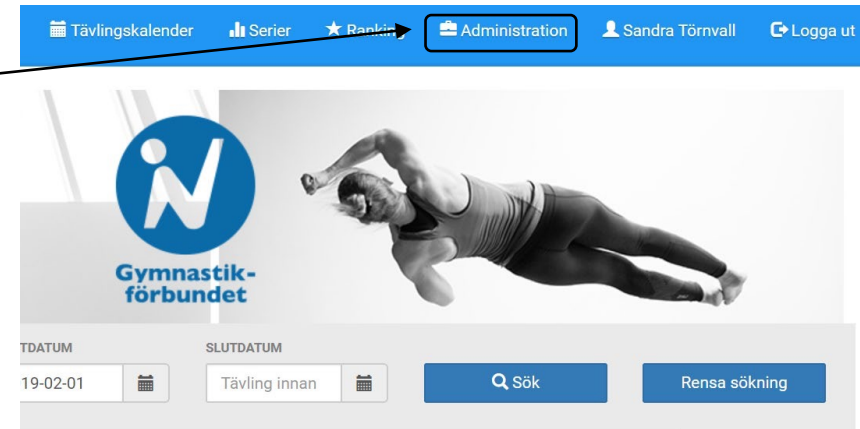 Tävlingskalender Serier Ranking Administration Sandra Törnvall Logga ut
Gymnastik-
förbundet
TDATUM SLUTDATUM
19-02-01 Tävling innan Sök Rensa sökning